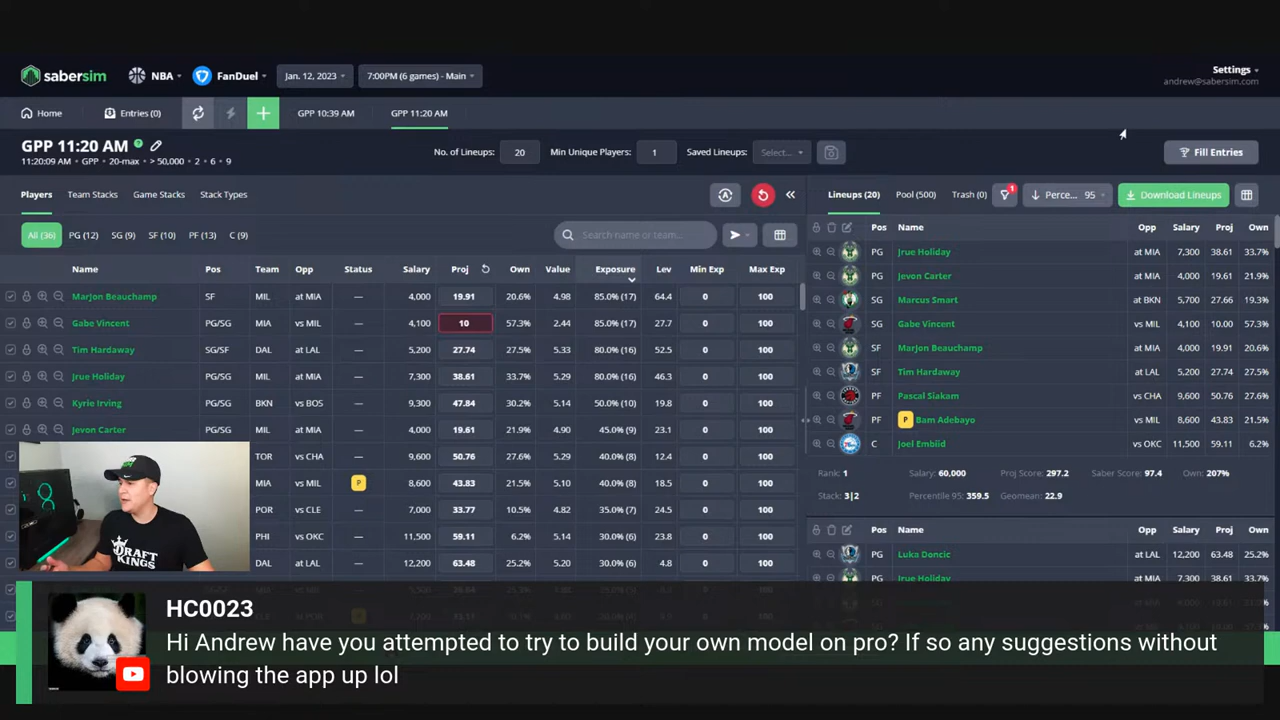 sabersim NBA FanDuel Jan. 12, 2023 7:00PM (6 games) - Main Settings
andrew@sabersim.com
Home Entries (0) GPP 10:39 AM GPP 11:20 AM
GPP 11:20 AM No. of Lineups: 20 Min Unique Players: 1 Saved Lineups: Select... Fill Entries
11:20:09 AM • GPP • 20-max • > 50,000 • 2 • 6 • 9
Players Team Stacks Game Stacks Stack Types
All (36) PG (12) SG (9) SF (10) PF (13) C (9) Search name or team...
Name Pos Team Opp Status Salary Proj Own Value Exposure Lev Min Exp Max Exp
MarJon Beauchamp SF MIL at MIA — 4,000 19.91 20.6% 4.98 85.0% (17) 64.4 0 100
Gabe Vincent PG/SG MIA vs MIL — 4,100 10 57.3% 2.44 85.0% (17) 27.7 0 100
Tim Hardaway SG/SF DAL at LAL — 5,200 27.74 27.5% 5.33 80.0% (16) 52.5 0 100
Jrue Holiday PG/SG MIL at MIA — 7,300 38.61 33.7% 5.29 80.0% (16) 46.3 0 100
Kyrie Irving PG/SG BKN vs BOS — 9,300 47.84 30.2% 5.14 50.0% (10) 19.8 0 100
Jevon Carter PG/SG MIL at MIA — 4,000 19.61 21.9% 4.90 45.0% (9) 23.1 0 100
TOR vs CHA — 9,600 50.76 27.6% 5.29 40.0% (8) 12.4 0 100
MIA vs MIL P 8,600 43.83 21.5% 5.10 40.0% (8) 18.5 0 100
POR vs CLE — 7,000 33.77 10.5% 4.82 35.0% (7) 24.5 0 100
PHI vs OKC — 11,500 59.11 6.2% 5.14 30.0% (6) 23.8 0 100
DAL at LAL — 12,200 63.48 25.2% 5.20 30.0% (6) 4.8 0 100
Lineups (20) Pool (500) Trash (0) 1 Perce... 95 Download Lineups
Pos Name Opp Salary Proj Own
PG Jrue Holiday at MIA 7,300 38.61 33.7%
PG Jevon Carter at MIA 4,000 19.61 21.9%
SG Marcus Smart at BKN 5,700 27.66 19.3%
SG Gabe Vincent vs MIL 4,100 10.00 57.3%
SF MarJon Beauchamp at MIA 4,000 19.91 20.6%
SF Tim Hardaway at LAL 5,200 27.74 27.5%
PF Pascal Siakam vs CHA 9,600 50.76 27.6%
PF P Bam Adebayo vs MIL 8,600 43.83 21.5%
C Joel Embiid vs OKC 11,500 59.11 6.2%
Rank: 1 Salary: 60,000 Proj Score: 297.2 Saber Score: 97.4 Own: 207%
Stack: 3|2 Percentile 95: 359.5 Geomean: 22.9
Pos Name Opp Salary Proj Own
PG Luka Doncic at LAL 12,200 63.48 25.2%
PG Jrue Holiday at MIA 7,300 38.61 33.7%
DRAFT
KINGS
HC0023
Hi Andrew have you attempted to try to build your own model on pro? If so any suggestions without
blowing the app up lol